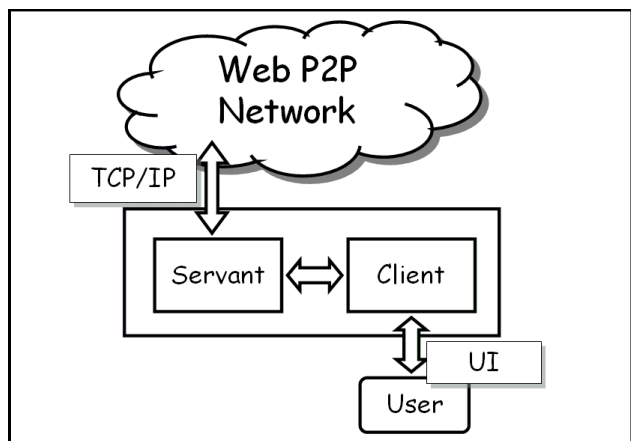 Web P2P
Network
TCP/IP
Servant
Client
UI
User